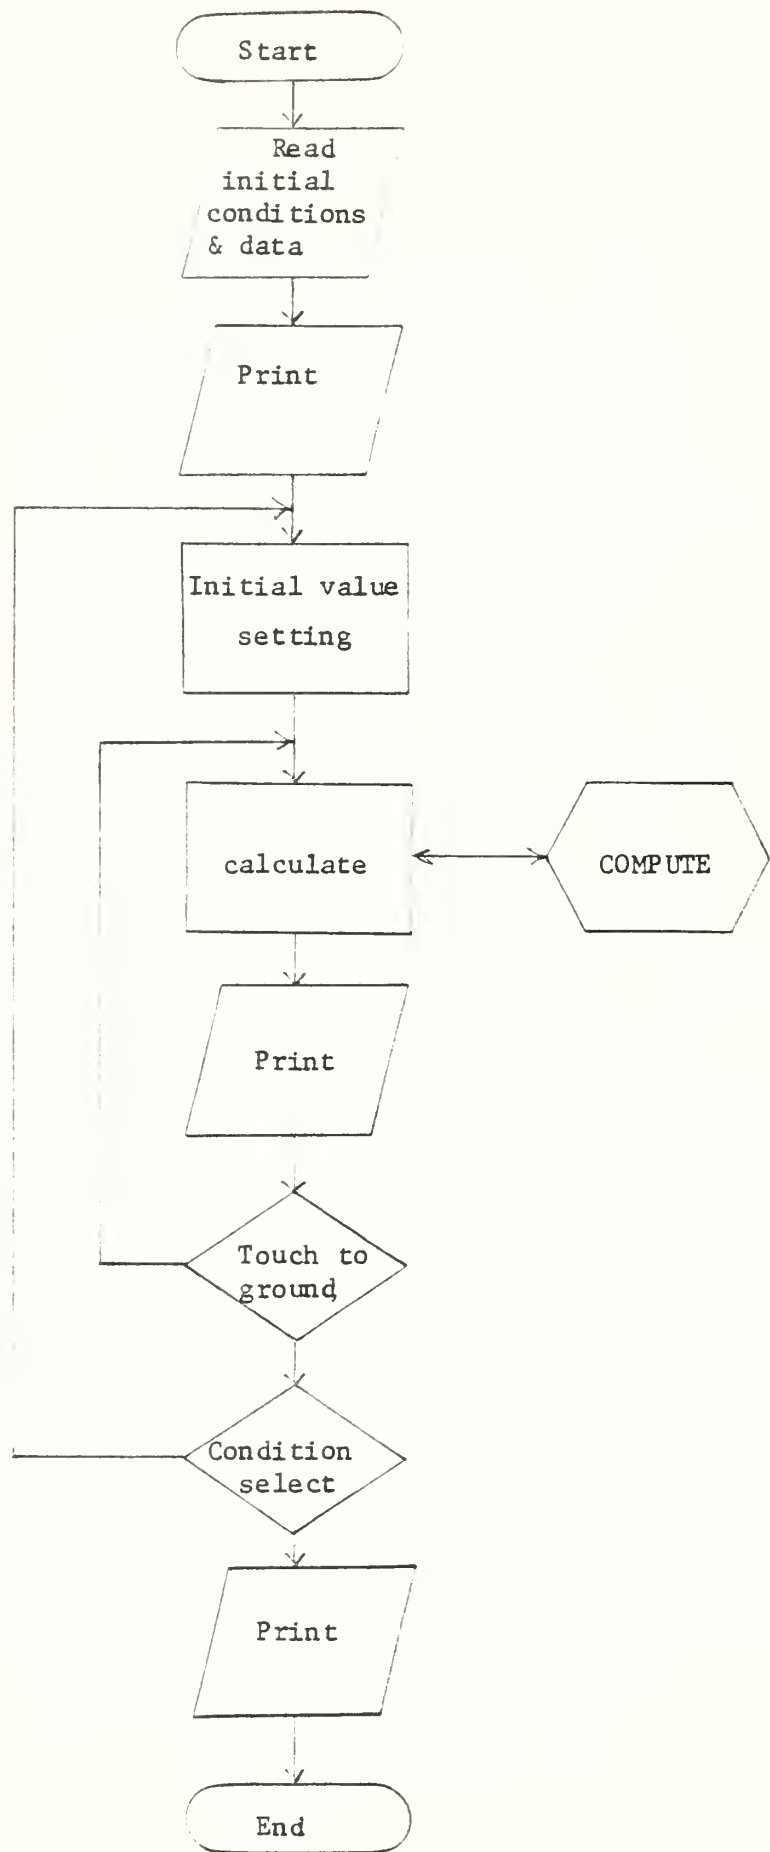 Start
Read
initial
conditions
& data
Print
Initial value
setting
calculate
COMPUTE
Print
Touch to
ground,
Condition
select
Print
End